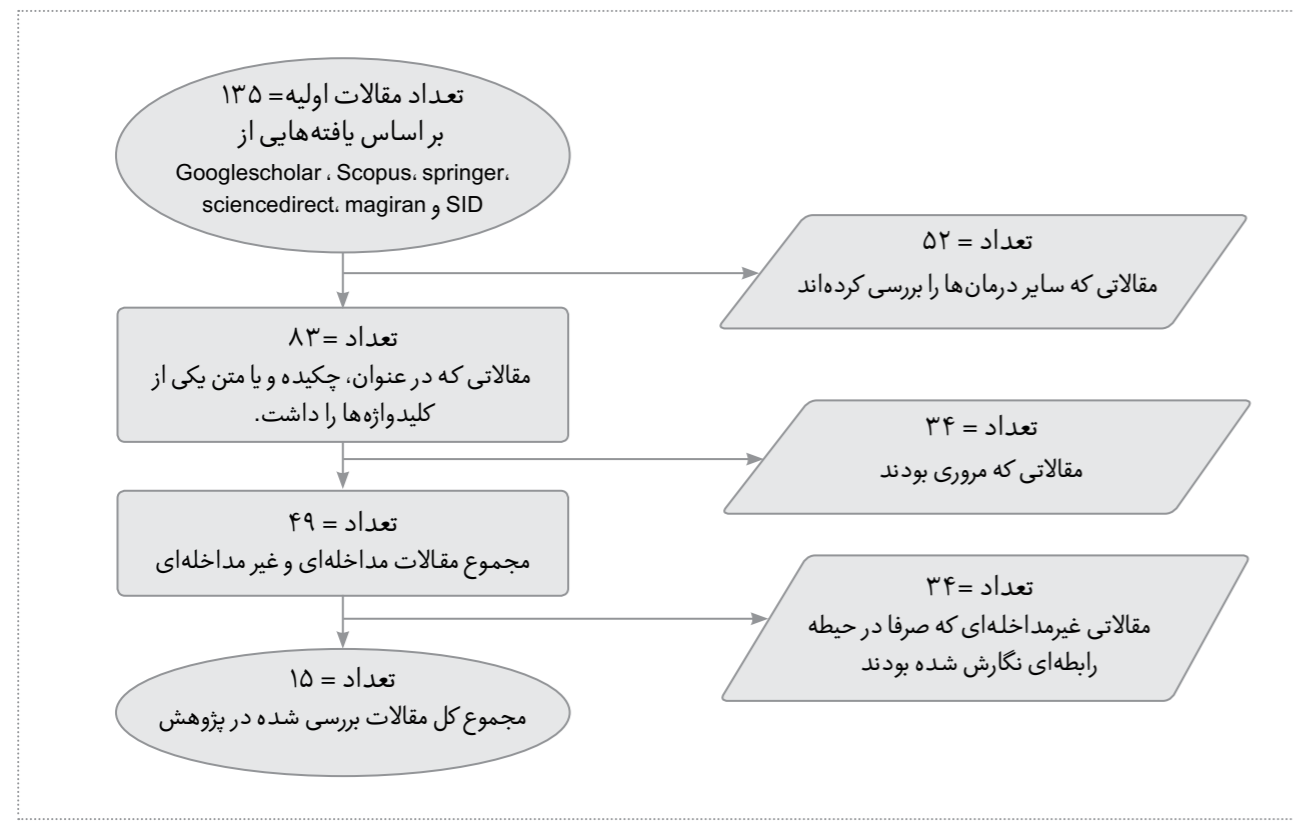 تعداد مقالات اولیه= ۱۳۵
بر اساس یافته‌هایی از
Googlescholar ، Scopus، springer،
sciencedirect، magiran و SID
تعداد = ۵۲
مقالاتی که سایر درمان‌ها را بررسی کرده‌اند
تعداد = ۸۳
مقالاتی که در عنوان، چکیده و یا متن یکی از
کلیدواژه‌ها را داشت.
تعداد = ۳۴
مقالاتی که مروری بودند
تعداد = ۴۹
مجموع مقالات مداخله‌ای و غیر مداخله‌ای
تعداد =۳۴
مقالاتی غیرمداخله‌ای که صرفا در حیطه
رابطه‌ای نگارش شده بودند
تعداد = ۱۵
مجموع کل مقالات بررسی شده در پژوهش